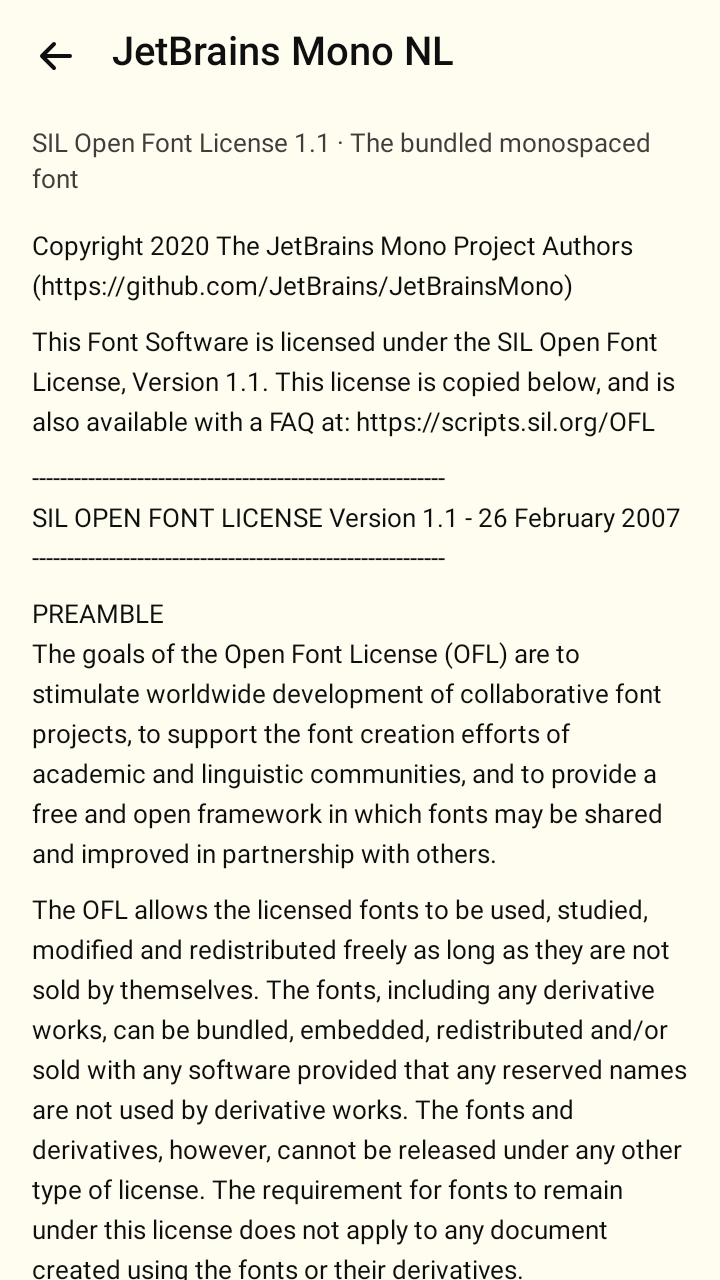 JetBrains Mono NL
SIL Open Font License 1.1 · The bundled monospaced
font
Copyright 2020 The JetBrains Mono Project Authors
(https://github.com/JetBrains/JetBrainsMono)
This Font Software is licensed under the SIL Open Font
License, Version 1.1. This license is copied below, and is
also available with a FAQ at: https://scripts.sil.org/OFL
-----------------------------------------------------------
SIL OPEN FONT LICENSE Version 1.1 - 26 February 2007
-----------------------------------------------------------
PREAMBLE
The goals of the Open Font License (OFL) are to
stimulate worldwide development of collaborative font
projects, to support the font creation efforts of
academic and linguistic communities, and to provide a
free and open framework in which fonts may be shared
and improved in partnership with others.
The OFL allows the licensed fonts to be used, studied,
modified and redistributed freely as long as they are not
sold by themselves. The fonts, including any derivative
works, can be bundled, embedded, redistributed and/or
sold with any software provided that any reserved names
are not used by derivative works. The fonts and
derivatives, however, cannot be released under any other
type of license. The requirement for fonts to remain
under this license does not apply to any document
created using the fonts or their derivatives.